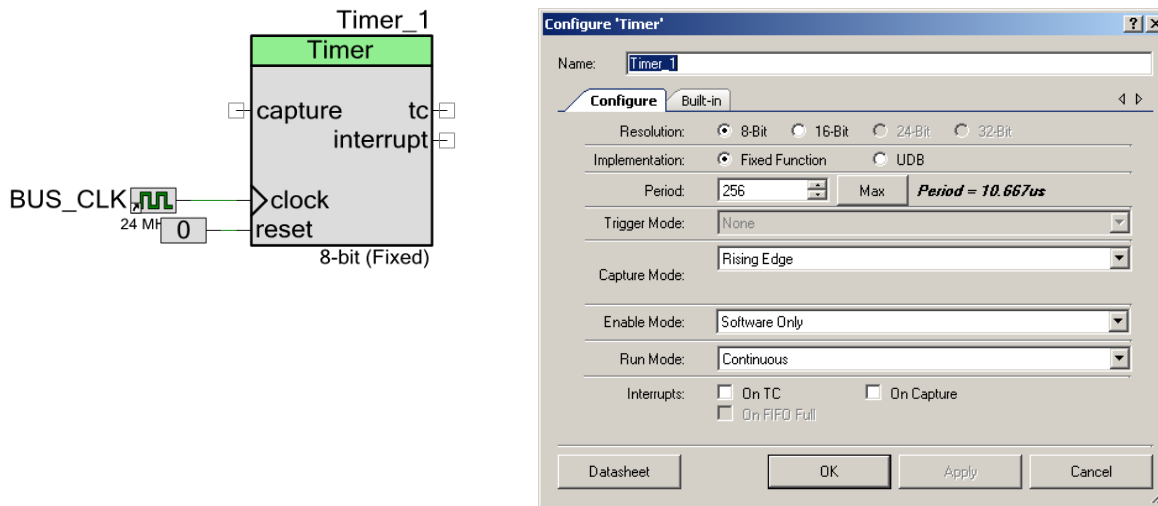 Timer_1
Timer
capture
tc
interrupt
BUS_CLK
clock
24 MH
0
reset
8-bit (Fixed)
Configure 'Timer'
Name: Timer_1
Configure Built-in
Resolution: 8-Bit 16-Bit 24-Bit 32-Bit
Implementation: Fixed Function UDB
Period: 256 Max Period = 10.667us
Trigger Mode: None
Capture Mode: Rising Edge
Enable Mode: Software Only
Run Mode: Continuous
Interrupts: On TC On Capture
On FIFO Full
Datasheet OK Apply Cancel